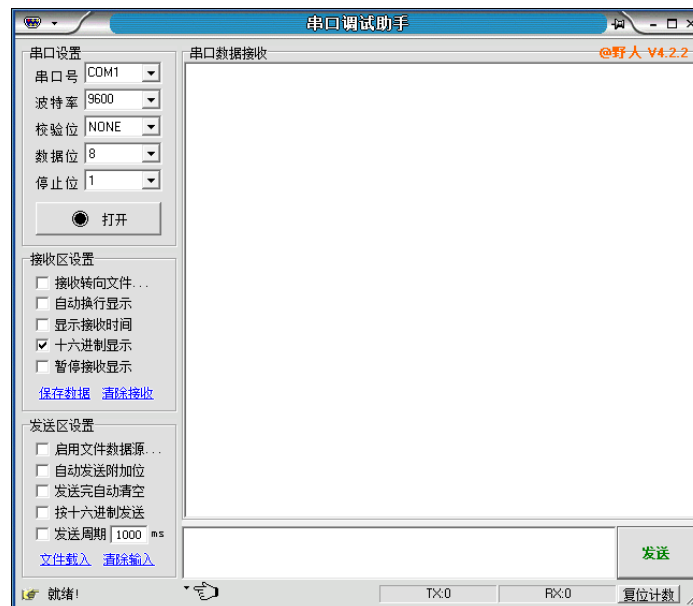 串口调试助手
串口设置
串口号 COM1
波特率 9600
校验位 NONE
数据位 8
停止位 1
打开
接收区设置
接收转向文件...
自动换行显示
显示接收时间
十六进制显示
暂停接收显示
保存数据 清除接收
发送区设置
启用文件数据源...
自动发送附加位
发送完自动清空
按十六进制发送
发送周期 1000 ms
文件载入 清除输入
串口数据接收
@野人 V4.2.2
发送
就绪!
TX:0
RX:0
复位计数